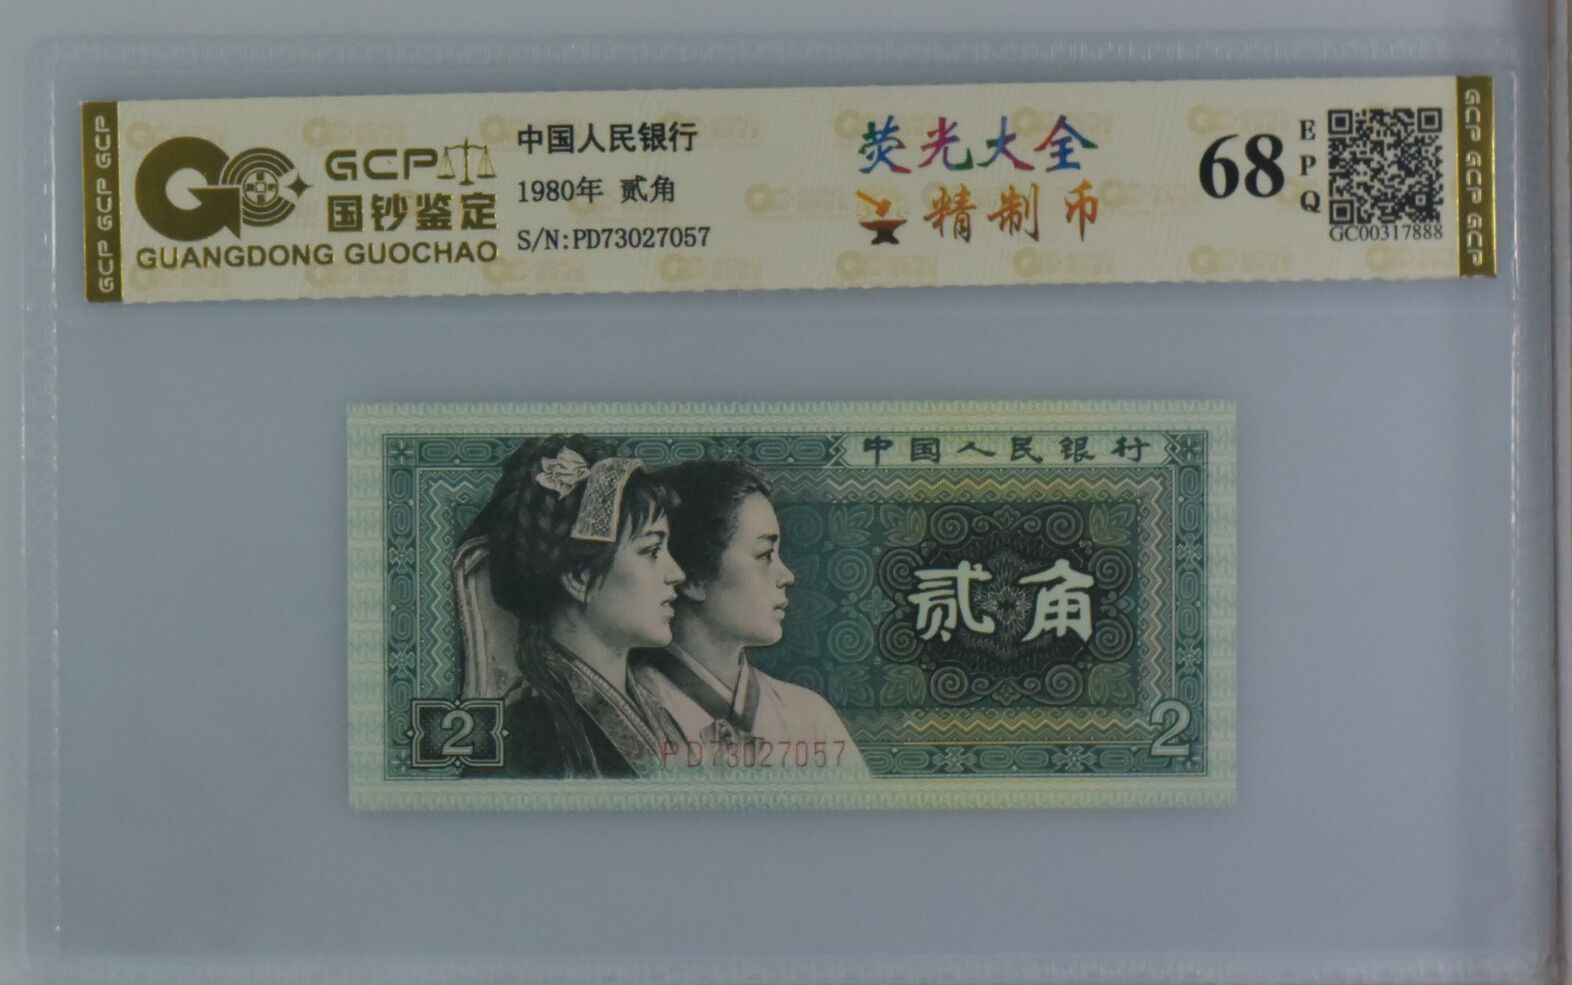 GCP GCP GCP
GCP
国钞鉴定
GUANGDONG GUOCHAO
中国人民银行
1980年 贰角
S/N:PD73027057
荧光大全
精制币
68
EPQ
GC00317888
GCP GCP GCP
中国人民银行
贰角
2
2
PD73027057